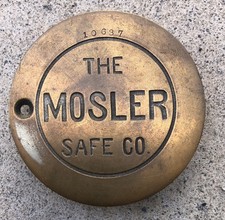 10637
THE
MOSLER
SAFE CO.